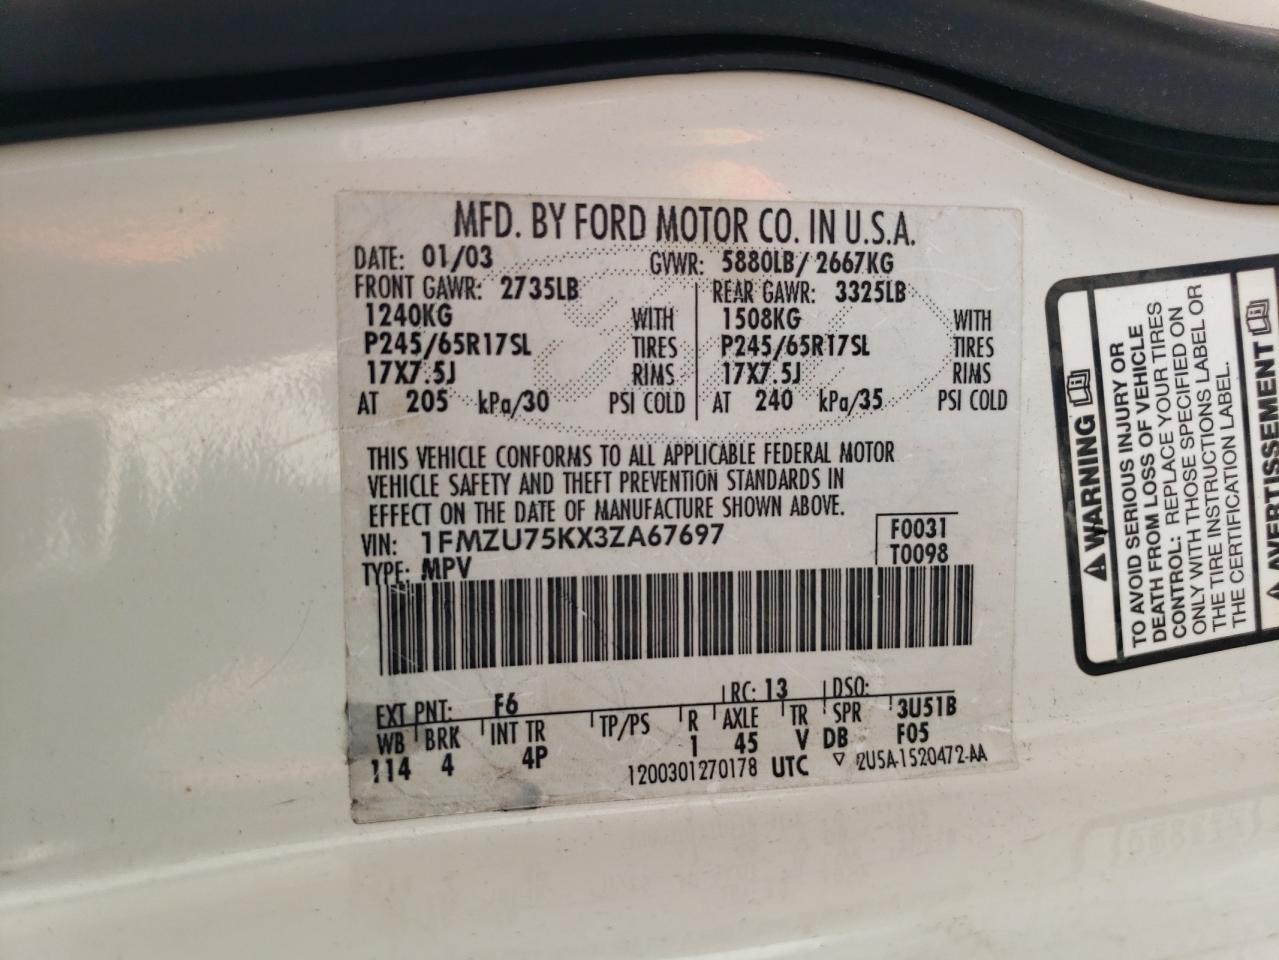 MFD. BY FORD MOTOR CO. IN U.S.A.
DATE: 01/03 GVWR: 5880LB/ 2667KG
FRONT GAWR: 2735LB REAR GAWR: 3325LB
1240KG WITH 1508KG WITH
P245/65R17SL TIRES P245/65R17SL TIRES
17X7.5J RIMS 17X7.5J RIMS
AT 205 kPa/30 PSI COLD AT 240 kPa/35 PSI COLD
THIS VEHICLE CONFORMS TO ALL APPLICABLE FEDERAL MOTOR
VEHICLE SAFETY AND THEFT PREVENTION STANDARDS IN
EFFECT ON THE DATE OF MANUFACTURE SHOWN ABOVE.
VIN: 1FMZU75KX3ZA67697 F0031
TYPE: MPV T0098
EXT PNT: F6 RC: 13 DSO:
WB BRK INT TR TP/PS R AXLE TR SPR 3U51B
114 4 4P 1 45 V DB F05
1200301270178 UTC ▽ 2U5A-1520472-AA
WARNING
TO AVOID SERIOUS INJURY OR
DEATH FROM LOSS OF VEHICLE
CONTROL: REPLACE YOUR TIRES
ONLY WITH THOSE SPECIFIED ON
THE TIRE INSTRUCTIONS LABEL OR
THE CERTIFICATION LABEL.
AVERTISSEMENT